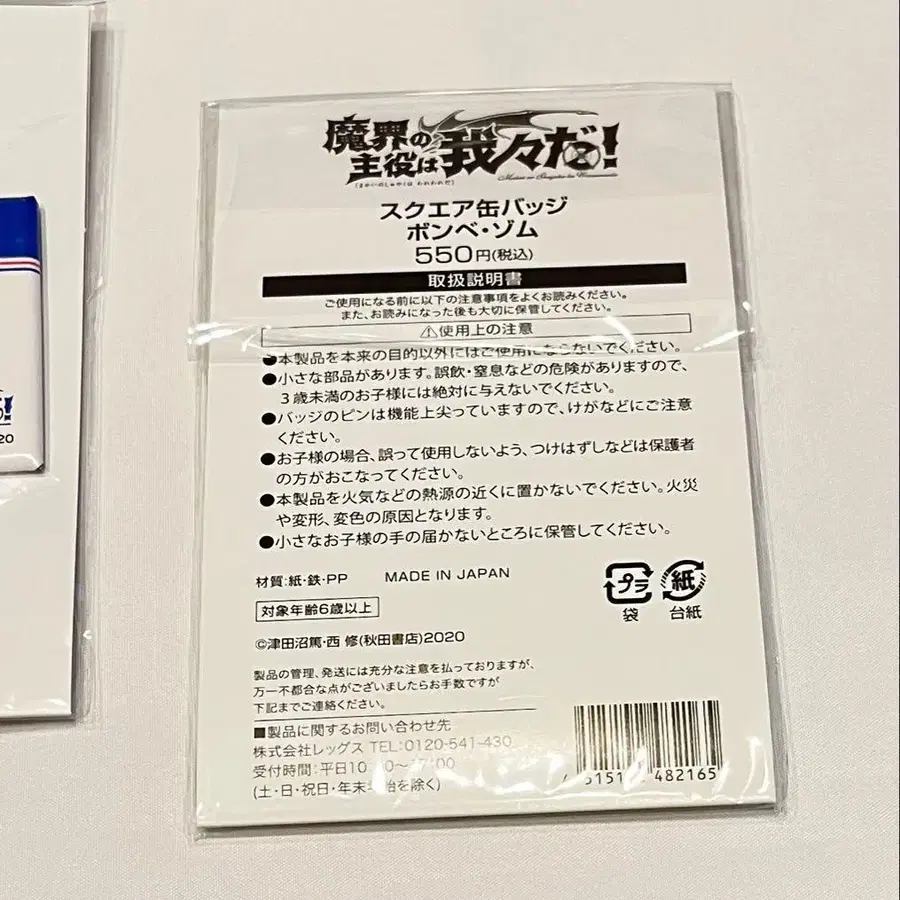 魔界の
主役は我々だ!
(まかいのしゅやくは われわれだ)
スクエア缶バッジ
ボンベ・ゾム
550円(税込)
取扱説明書
ご使用になる前に以下の注意事項をよくお読みください。
また、お読みになった後も大切に保管してください。
⚠使用上の注意
●本製品を本来の目的以外にはご使用にならないでください。
●小さな部品があります。誤飲・窒息などの危険がありますので、
3歳未満のお子様には絶対に与えないでください。
●バッジのピンは機能上尖っていますので、けがなどにご注意
ください。
●お子様の場合、誤って使用しないよう、つけはずしなどは保護者
の方がおこなってください。
●本製品を火気などの熱源の近くに置かないでください。火災
や変形、変色の原因となります。
●小さなお子様の手の届かないところに保管してください。
材質:紙・鉄・PP MADE IN JAPAN
プラ 紙
袋 台紙
対象年齢6歳以上
©津田沼篤・西 修(秋田書店)2020
製品の管理、発送には充分な注意を払っておりますが、
万一不都合な点がございましたらお手数ですが
下記までご連絡ください。
■製品に関するお問い合わせ先
株式会社レッグス TEL:0120-541-430
受付時間:平日10 00~17:00
(土・日・祝日・年末 始を除く)
482165
20